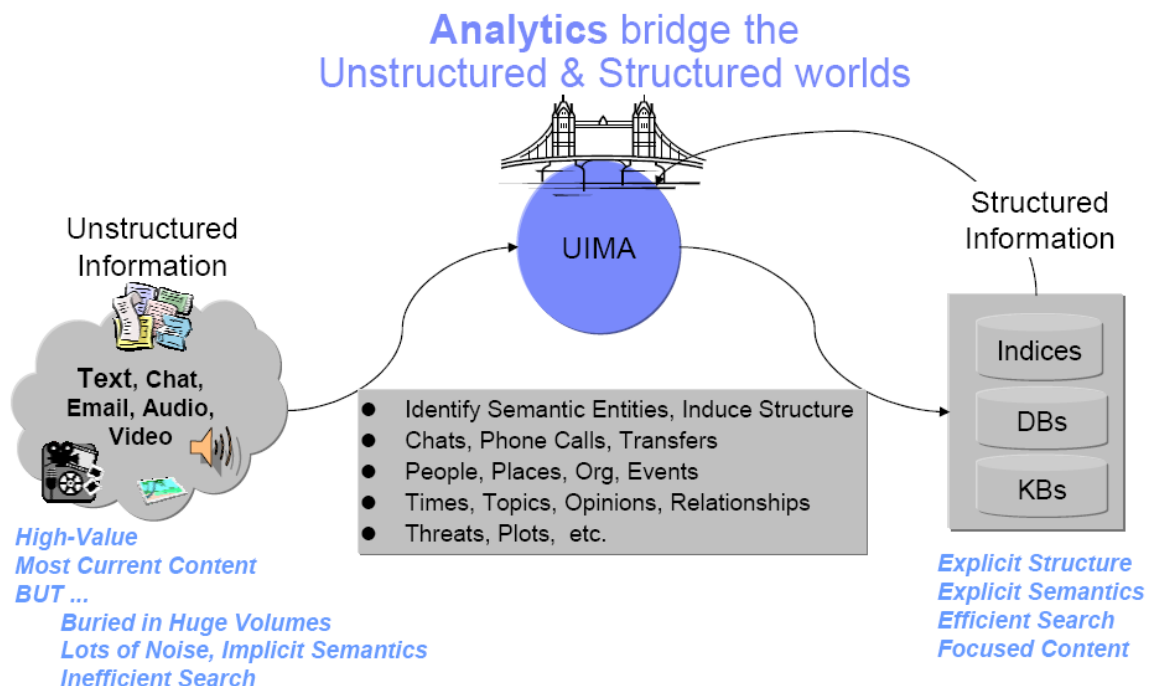 Analytics bridge the
Unstructured & Structured worlds
Unstructured
Information
Text, Chat,
Email, Audio,
Video
High-Value
Most Current Content
BUT ...
Buried in Huge Volumes
Lots of Noise, Implicit Semantics
Inefficient Search
UIMA
● Identify Semantic Entities, Induce Structure
● Chats, Phone Calls, Transfers
● People, Places, Org, Events
● Times, Topics, Opinions, Relationships
● Threats, Plots, etc.
Structured
Information
Indices
DBs
KBs
Explicit Structure
Explicit Semantics
Efficient Search
Focused Content